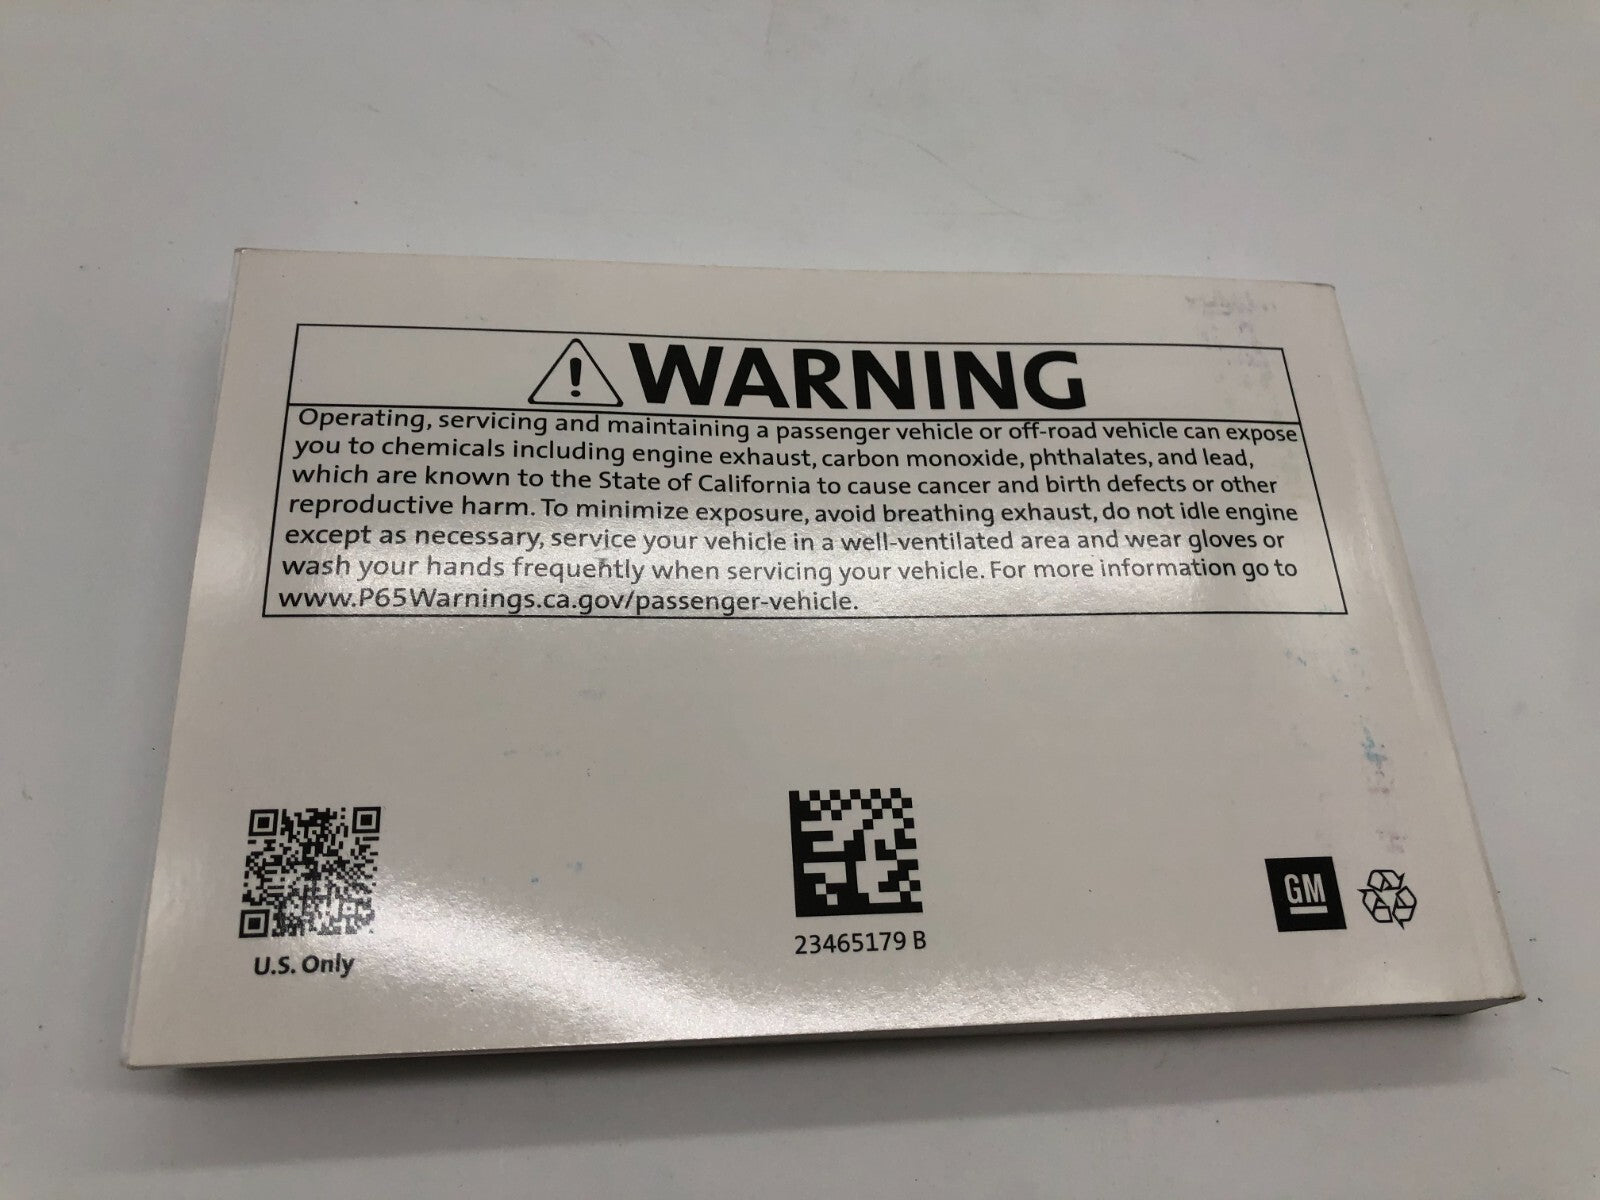 WARNING
Operating, servicing and maintaining a passenger vehicle or off-road vehicle can expose
you to chemicals including engine exhaust, carbon monoxide, phthalates, and lead,
which are known to the State of California to cause cancer and birth defects or other
reproductive harm. To minimize exposure, avoid breathing exhaust, do not idle engine
except as necessary, service your vehicle in a well-ventilated area and wear gloves or
wash your hands frequently when servicing your vehicle. For more information go to
www.P65Warnings.ca.gov/passenger-vehicle.
U.S. Only
23465179 B
GM